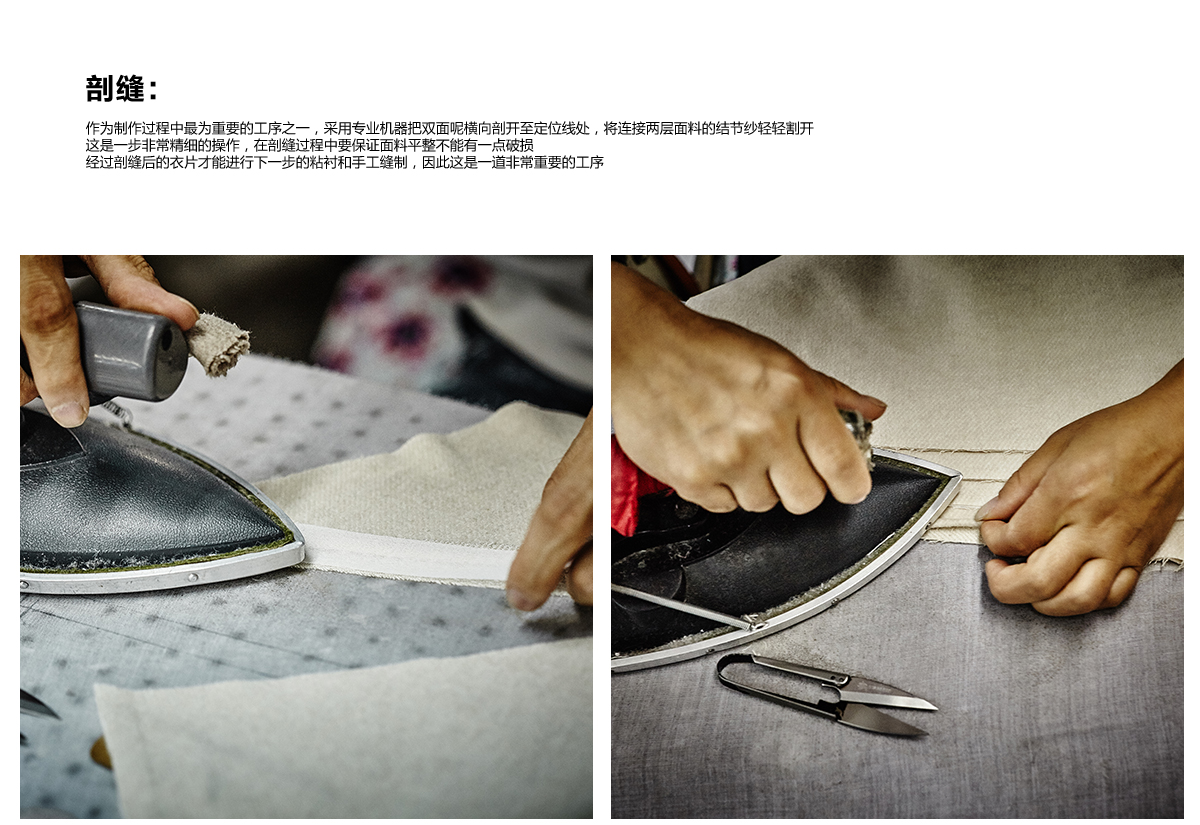 剖缝：
作为制作过程中最为重要的工序之一，采用专业机器把双面呢横向剖开至定位线处，将连接两层面料的结节纱轻轻割开
这是一步非常精细的操作，在剖缝过程中要保证面料平整不能有一点破损
经过剖缝后的衣片才能进行下一步的粘衬和手工缝制，因此这是一道非常重要的工序